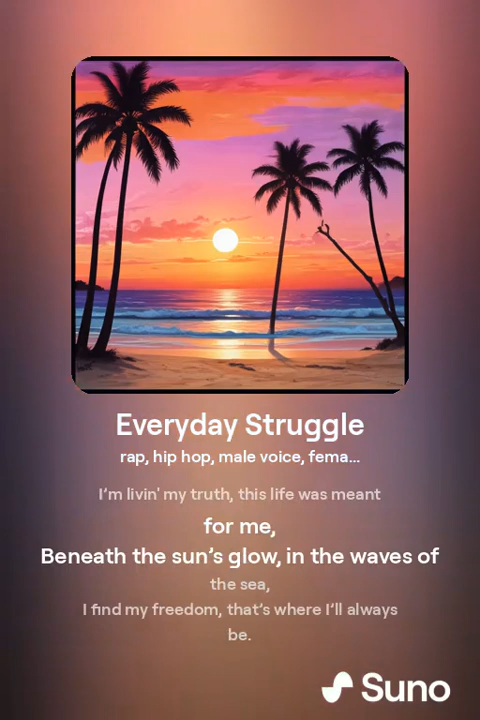 Everyday Struggle
rap, hip hop, male voice, fema...
I'm livin' my truth, this life was meant
for me,
Beneath the sun's glow, in the waves of
the sea,
I find my freedom, that's where I'll always
be.
Suno